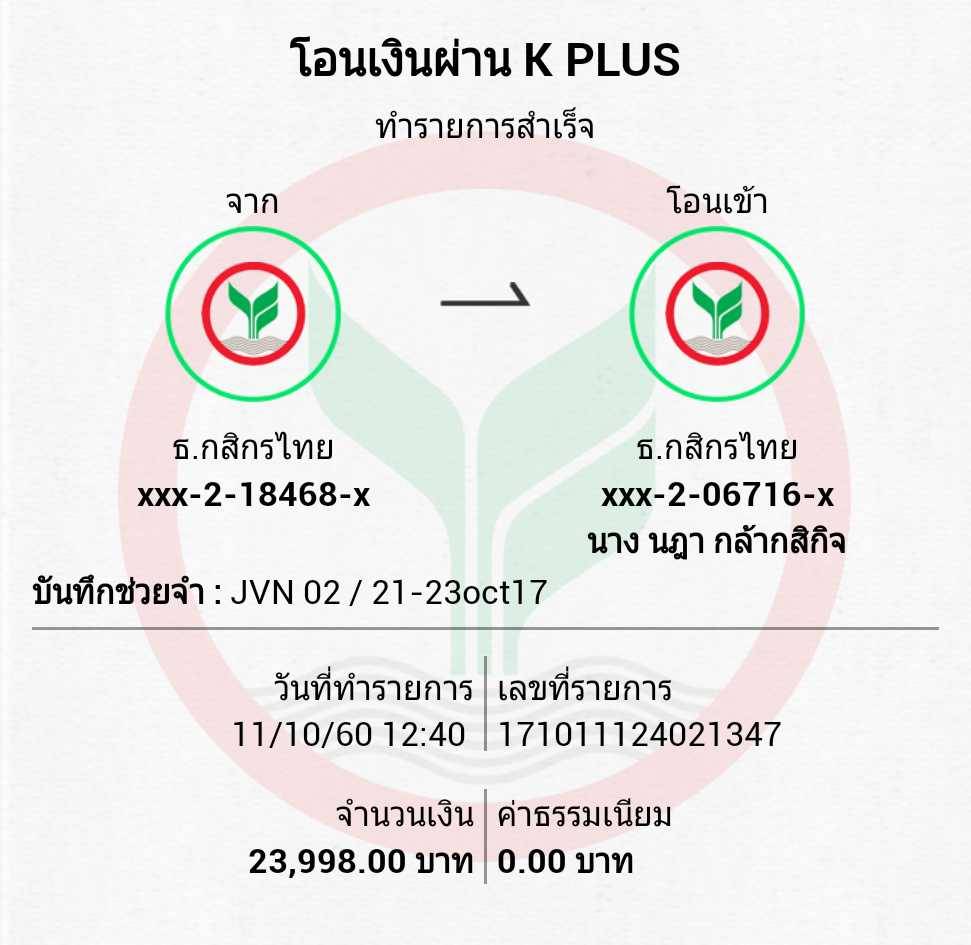 โอนเงินผ่าน K PLUS
ทำรายการสำเร็จ
จาก
โอนเข้า
ธ.กสิกรไทย
xxx-2-18468-x
ธ.กสิกรไทย
xxx-2-06716-x
นาง นฎา กล้ากสิกิจ
บันทึกช่วยจำ : JVN 02 / 21-23oct17
วันที่ทำรายการ
11/10/60 12:40
เลขที่รายการ
171011124021347
จำนวนเงิน
23,998.00 บาท
ค่าธรรมเนียม
0.00 บาท